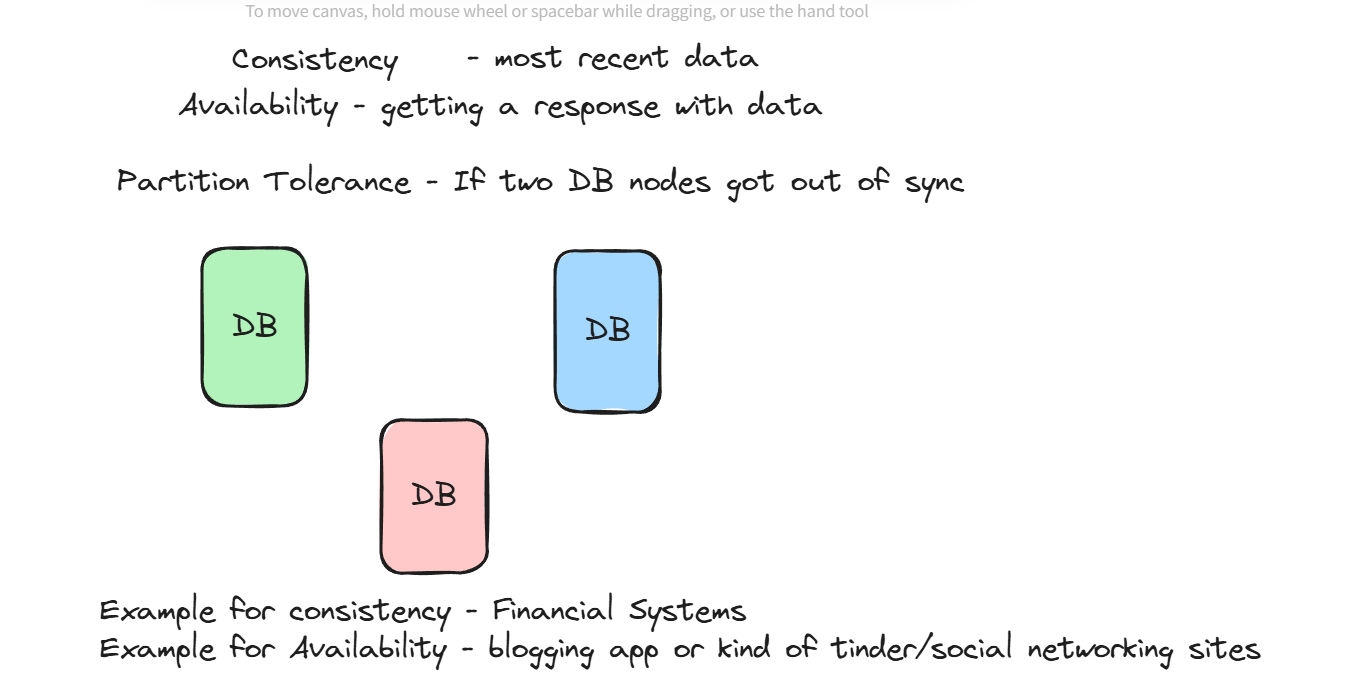 To move canvas, hold mouse wheel or spacebar while dragging, or use the hand tool
Consistency - most recent data
Availability - getting a response with data
Partition Tolerance - If two DB nodes got out of sync
DB
DB
DB
Example for consistency - Financial Systems
Example for Availability - blogging app or kind of tinder/social networking sites